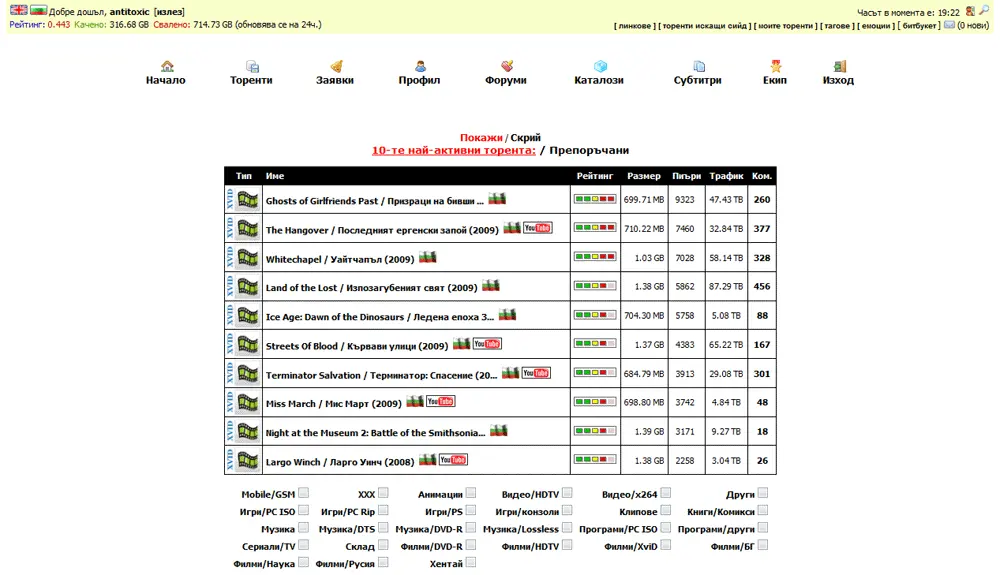 Добре дошъл, antitoxic [излез] Часът в момента е: 19:22
Рейтинг: 0.443 Качено: 316.68 GB Свалено: 714.73 GB (обновява се на 24ч.) [ линкове ] [ торенти искащи сийд ] [ моите торенти ] [ тагове ] [ емоции ] [ битбукет ] (0 нови)
Начало Торенти Заявки Профил Форуми Каталози Субтитри Екип Изход
Покажи / Скрий
10-те най-активни торента: / Препоръчани
Тип Име Рейтинг Размер Пиъри Трафик Ком.
XVID Ghosts of Girlfriends Past / Призраци на бивши ... 699.71 MB 9323 47.43 TB 260
XVID The Hangover / Последният ергенски запой (2009) YouTube 710.22 MB 7460 32.84 TB 377
XVID Whitechapel / Уайтчапъл (2009) 1.03 GB 7028 58.14 TB 328
XVID Land of the Lost / Изпозагубеният свят (2009) 1.38 GB 5862 87.29 TB 456
XVID Ice Age: Dawn of the Dinosaurs / Ледена епоха 3... 704.30 MB 5758 5.08 TB 88
XVID Streets Of Blood / Кървави улици (2009) YouTube 1.37 GB 4383 65.22 TB 167
XVID Terminator Salvation / Терминатор: Спасение (20... YouTube 684.79 MB 3913 29.08 TB 301
XVID Miss March / Мис Март (2009) YouTube 698.80 MB 3742 4.84 TB 48
XVID Night at the Museum 2: Battle of the Smithsonia... 1.39 GB 3171 9.27 TB 18
XVID Largo Winch / Ларго Уинч (2008) YouTube 1.38 GB 2258 3.04 TB 26
Mobile/GSM XXX Анимации Видео/HDTV Видео/x264 Други
Игри/PC ISO Игри/PC Rip Игри/PS Игри/конзоли Клипове Книги/Комикси
Музика Музика/DTS Музика/DVD-R Музика/Lossless Програми/PC ISO Програми/други
Сериали/TV Склад Филми/DVD-R Филми/HDTV Филми/XviD Филми/БГ
Филми/Наука Филми/Русия Хентай